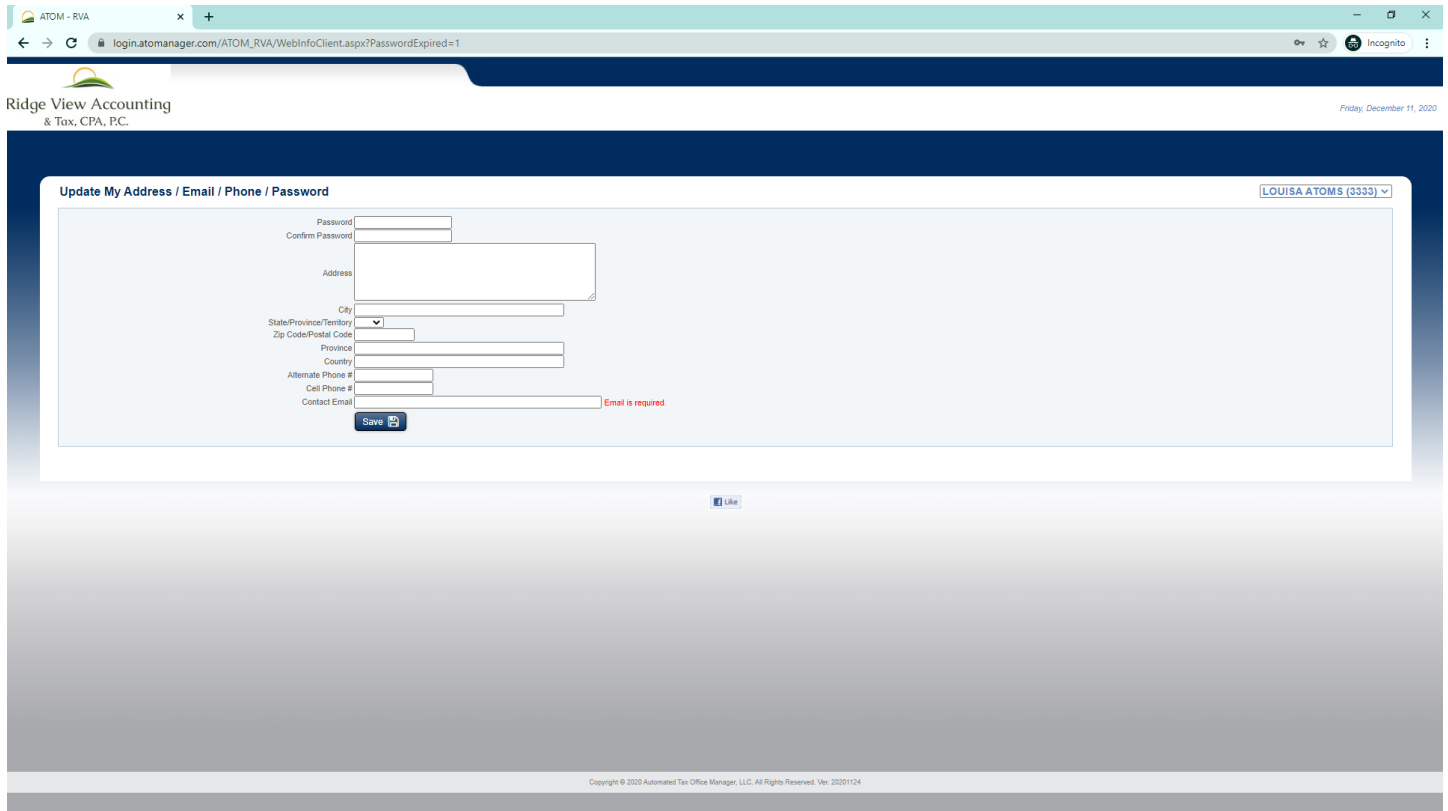 ATOM - RVA
login.atomanager.com/ATOM_RVA/WebInfoClient.aspx?PasswordExpired=1
Incognito
Ridge View Accounting
& Tax, CPA, P.C.
Friday, December 11, 2020
Update My Address / Email / Phone / Password
LOUISA ATOMS (3333)
Password
Confirm Password
Address
City
State/Province/Territory
Zip Code/Postal Code
Province
Country
Alternate Phone #
Cell Phone #
Contact Email
Email is required.
Save
Like
Copyright © 2020 Automated Tax Office Manager, LLC. All Rights Reserved. Ver. 20201124